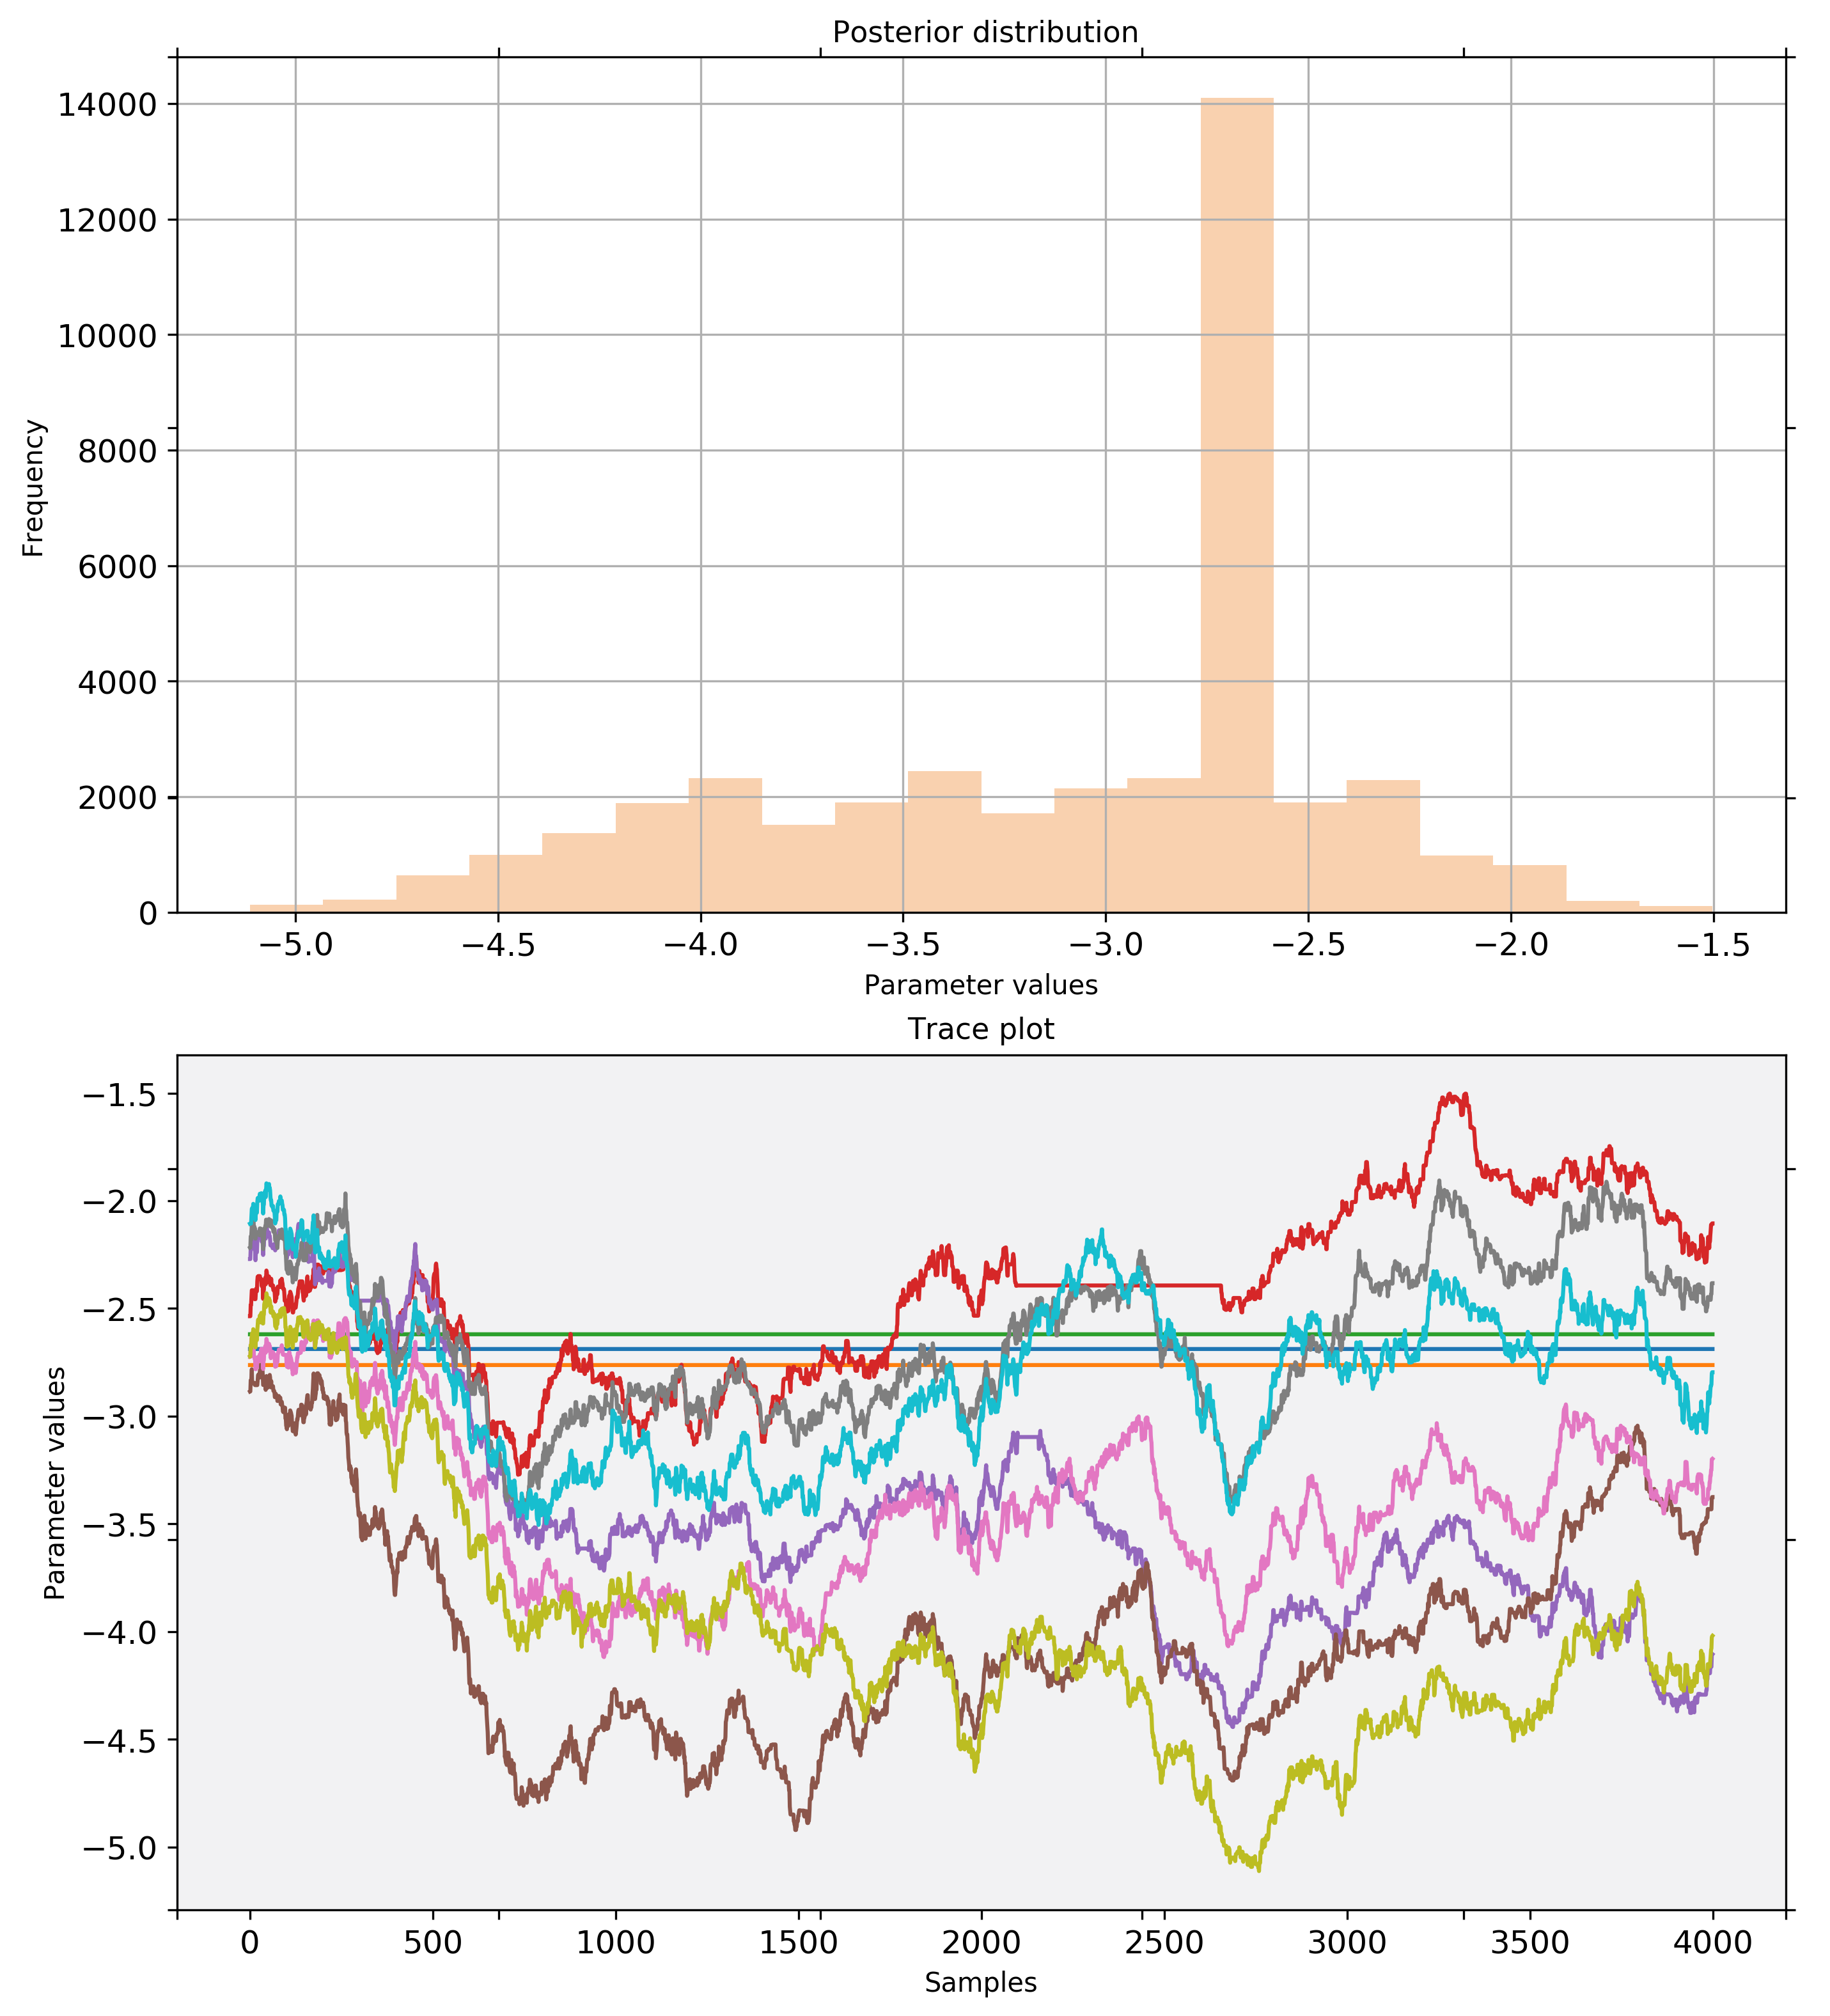 Posterior distribution
14000
12000
10000
8000
6000
4000
2000
0
Frequency
−5.0 −4.5 −4.0 −3.5 −3.0 −2.5 −2.0 −1.5
Parameter values
Trace plot
−1.5
−2.0
−2.5
−3.0
−3.5
−4.0
−4.5
−5.0
Parameter values
0 500 1000 1500 2000 2500 3000 3500 4000
Samples